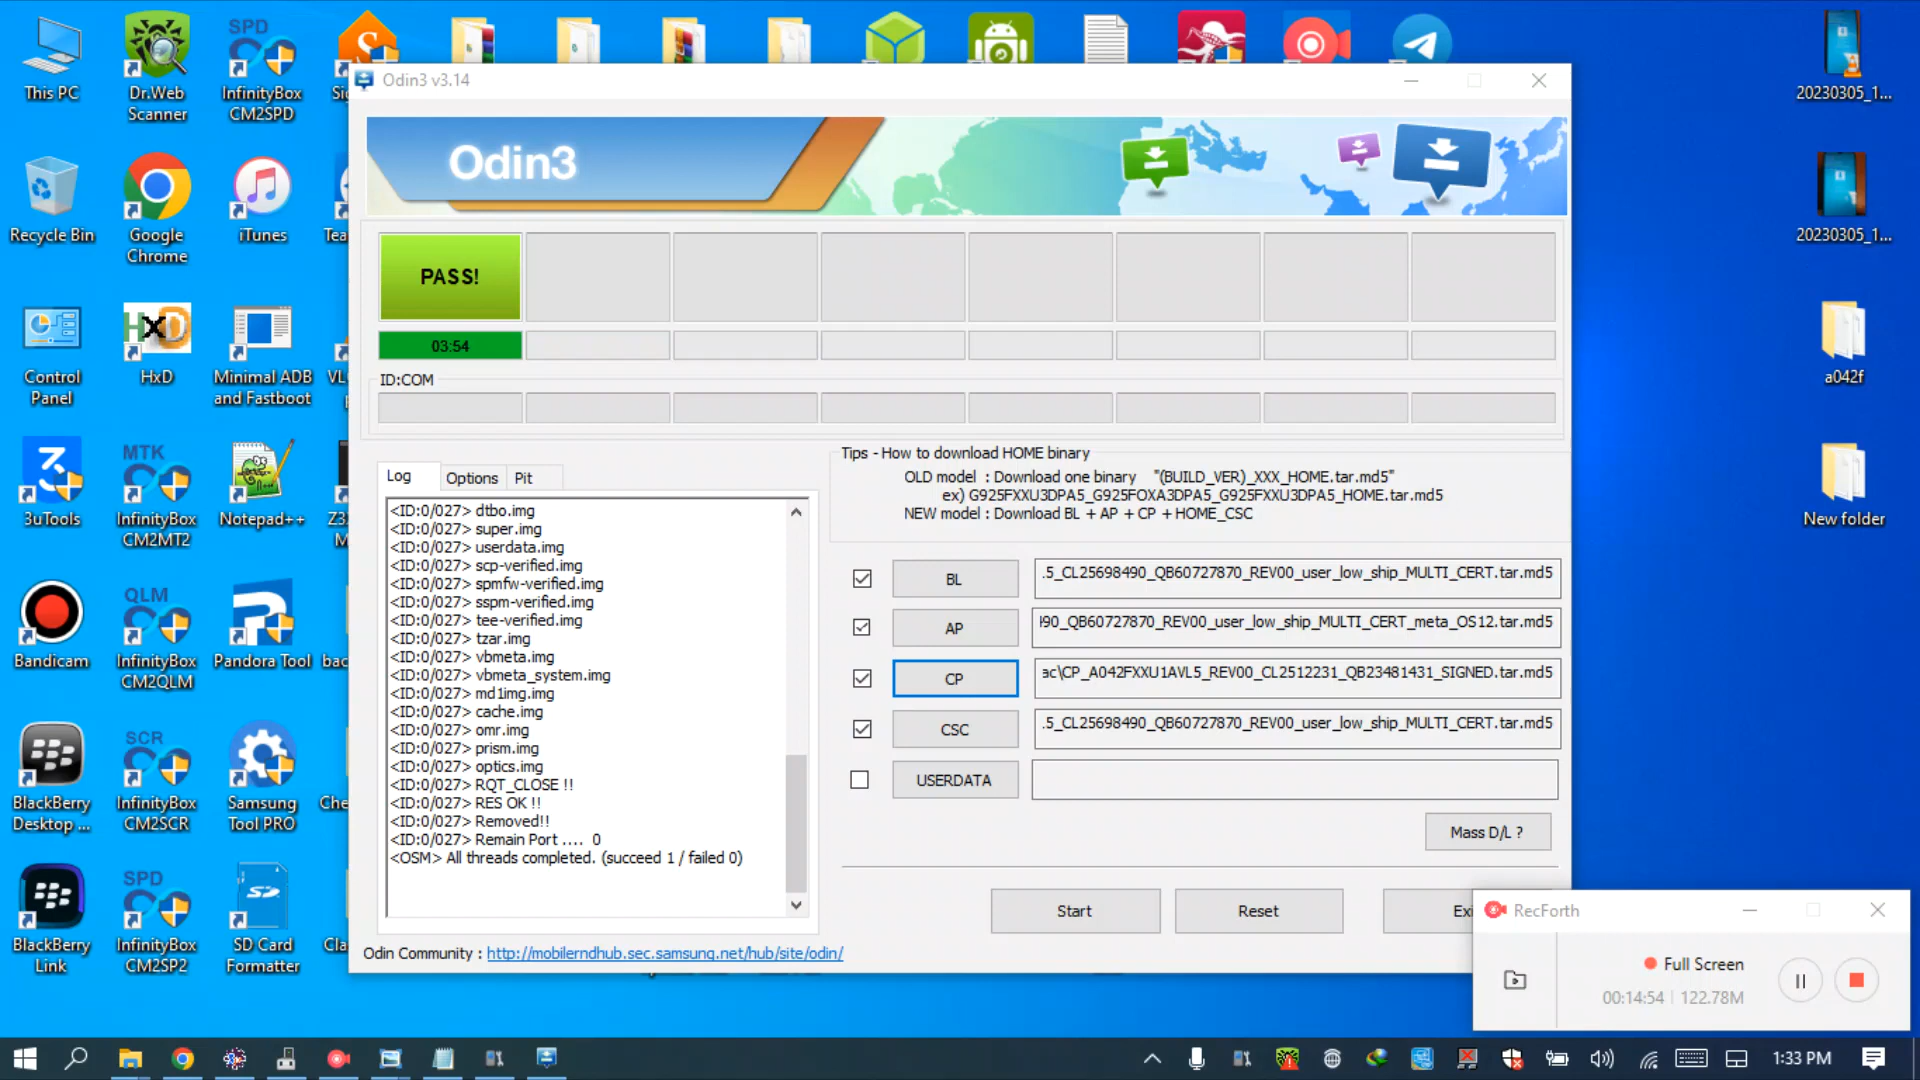 This PC
Dr.Web
Scanner
SPD
InfinityBox
CM2SPD
Recycle Bin
Google
Chrome
iTunes
Control
Panel
HxD
Minimal ADB
and Fastboot
3uTools
MTK
InfinityBox
CM2MT2
Notepad++
Bandicam
QLM
InfinityBox
CM2QLM
Pandora Tool
BlackBerry
Desktop ...
SCR
InfinityBox
CM2SCR
Samsung
Tool PRO
BlackBerry
Link
SPD
InfinityBox
CM2SP2
SD Card
Formatter
Odin3 v3.14
Odin3
PASS!
03:54
ID:COM
Log
Options
Pit
<ID:0/027> dtbo.img
<ID:0/027> super.img
<ID:0/027> userdata.img
<ID:0/027> scp-verified.img
<ID:0/027> spmfw-verified.img
<ID:0/027> sspm-verified.img
<ID:0/027> tee-verified.img
<ID:0/027> tzar.img
<ID:0/027> vbmeta.img
<ID:0/027> vbmeta_system.img
<ID:0/027> md1img.img
<ID:0/027> cache.img
<ID:0/027> omr.img
<ID:0/027> prism.img
<ID:0/027> optics.img
<ID:0/027> RQT_CLOSE !!
<ID:0/027> RES OK !!
<ID:0/027> Removed!!
<ID:0/027> Remain Port .... 0
<OSM> All threads completed. (succeed 1 / failed 0)
Tips - How to download HOME binary
OLD model : Download one binary "(BUILD_VER)_XXX_HOME.tar.md5"
ex) G925FXXU3DPA5_G925FOXA3DPA5_G925FXXU3DPA5_HOME.tar.md5
NEW model : Download BL + AP + CP + HOME_CSC
BL
.5_CL25698490_QB60727870_REV00_user_low_ship_MULTI_CERT.tar.md5
AP
90_QB60727870_REV00_user_low_ship_MULTI_CERT_meta_OS12.tar.md5
CP
ac\CP_A042FXXU1AVL5_REV00_CL2512231_QB23481431_SIGNED.tar.md5
CSC
.5_CL25698490_QB60727870_REV00_user_low_ship_MULTI_CERT.tar.md5
USERDATA
Mass D/L ?
Start
Reset
Exi
Odin Community : http://mobilerndhub.sec.samsung.net/hub/site/odin/
RecForth
Full Screen
00:14:54 | 122.78M
20230305_1...
20230305_1...
a042f
New folder
1:33 PM